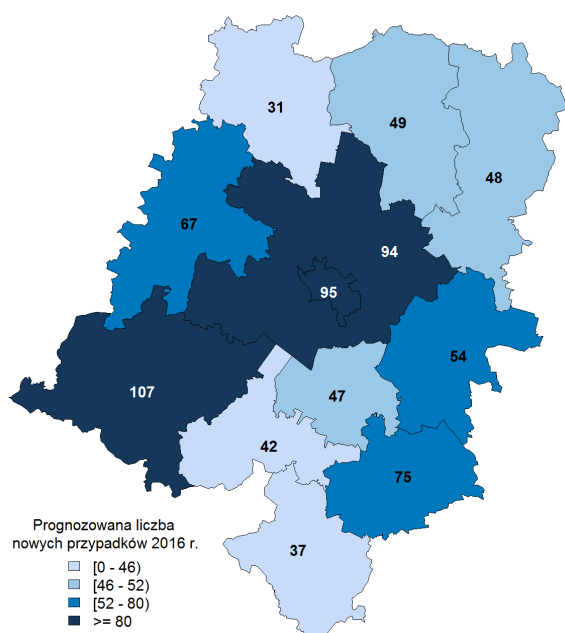 31
49
48
67
94
95
54
107
47
42
75
37
Prognozowana liczba
nowych przypadków 2016 r.
[0 - 46)
[46 - 52)
[52 - 80)
>= 80